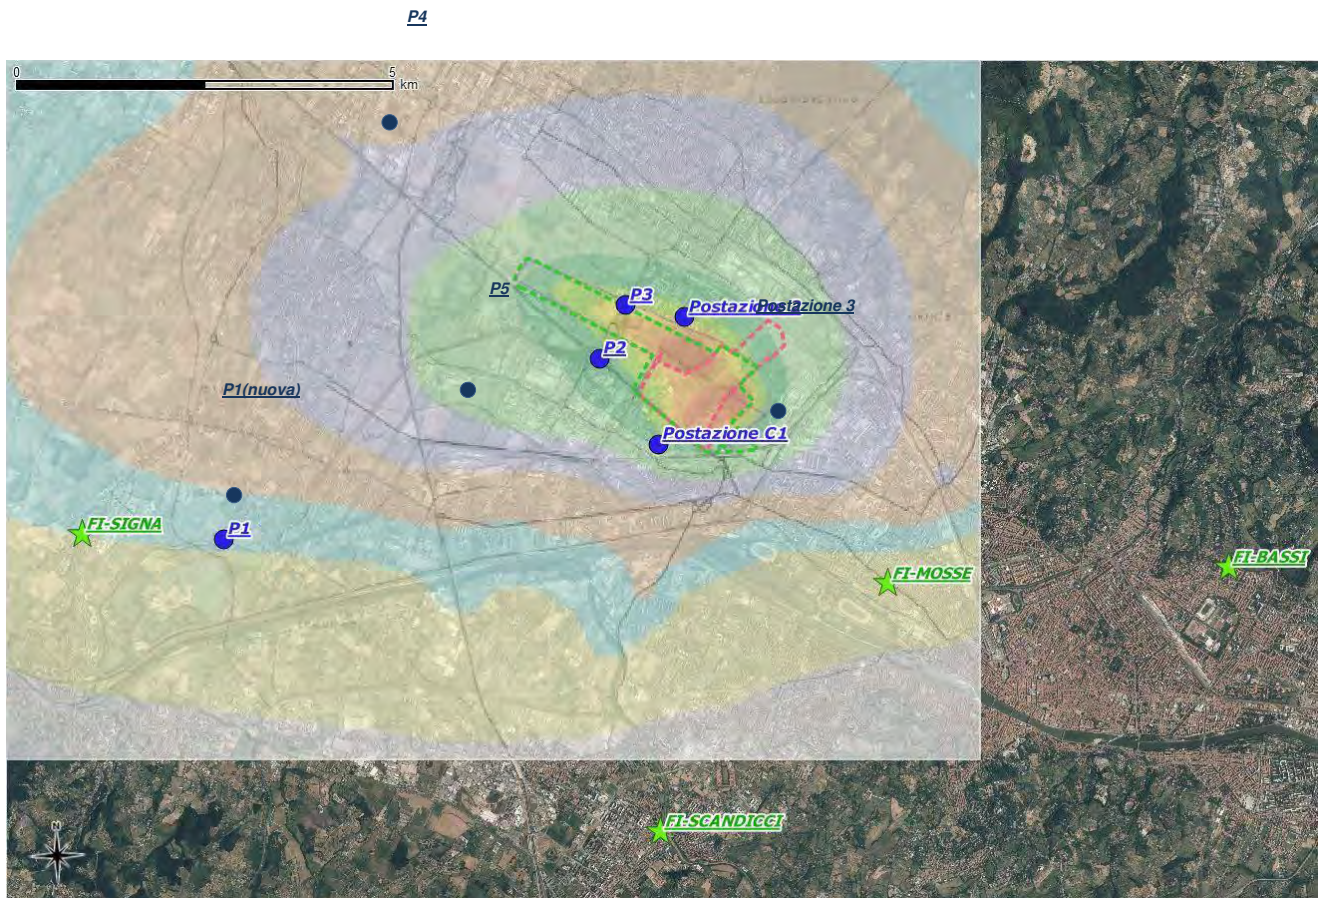 P4
0 5
km
P3
P5
Postazione 2
Postazione 3
P2
P1(nuova)
Postazione C1
FI-SIGNA
P1
FI-BASSI
FI-MOSSE
FI-SCANDICCI
N